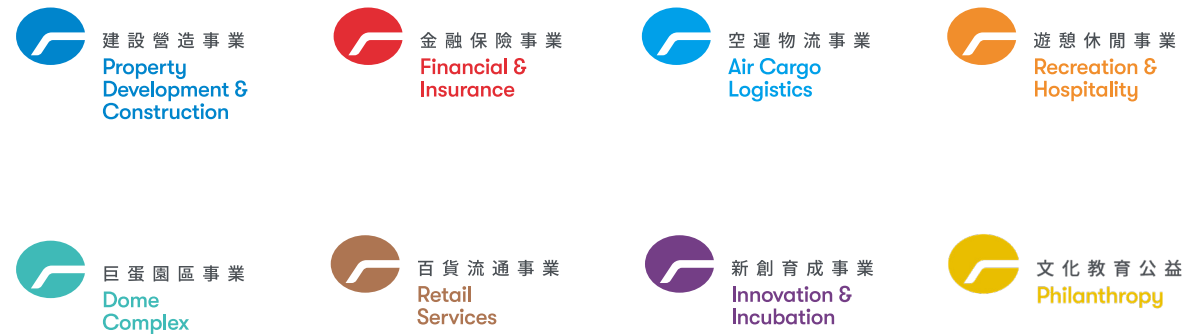 建設營造事業
Property
Development &
Construction
金融保險事業
Financial &
Insurance
空運物流事業
Air Cargo
Logistics
遊憩休閒事業
Recreation &
Hospitality
巨蛋園區事業
Dome
Complex
百貨流通事業
Retail
Services
新創育成事業
Innovation &
Incubation
文化教育公益
Philanthropy